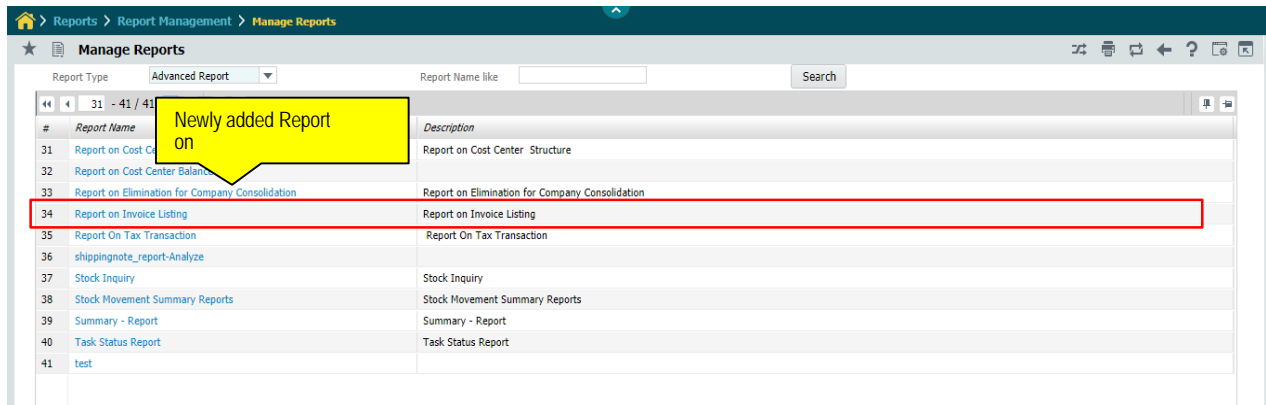 Reports > Report Management > Manage Reports
Manage Reports
Report Type Advanced Report Report Name like Search
31 - 41 / 41
Newly added Report
on
# Report Name Description
31 Report on Cost Ce Report on Cost Center Structure
32 Report on Cost Center Balance
33 Report on Elimination for Company Consolidation Report on Elimination for Company Consolidation
34 Report on Invoice Listing Report on Invoice Listing
35 Report On Tax Transaction Report On Tax Transaction
36 shippingnote_report-Analyze
37 Stock Inquiry Stock Inquiry
38 Stock Movement Summary Reports Stock Movement Summary Reports
39 Summary - Report Summary - Report
40 Task Status Report Task Status Report
41 test